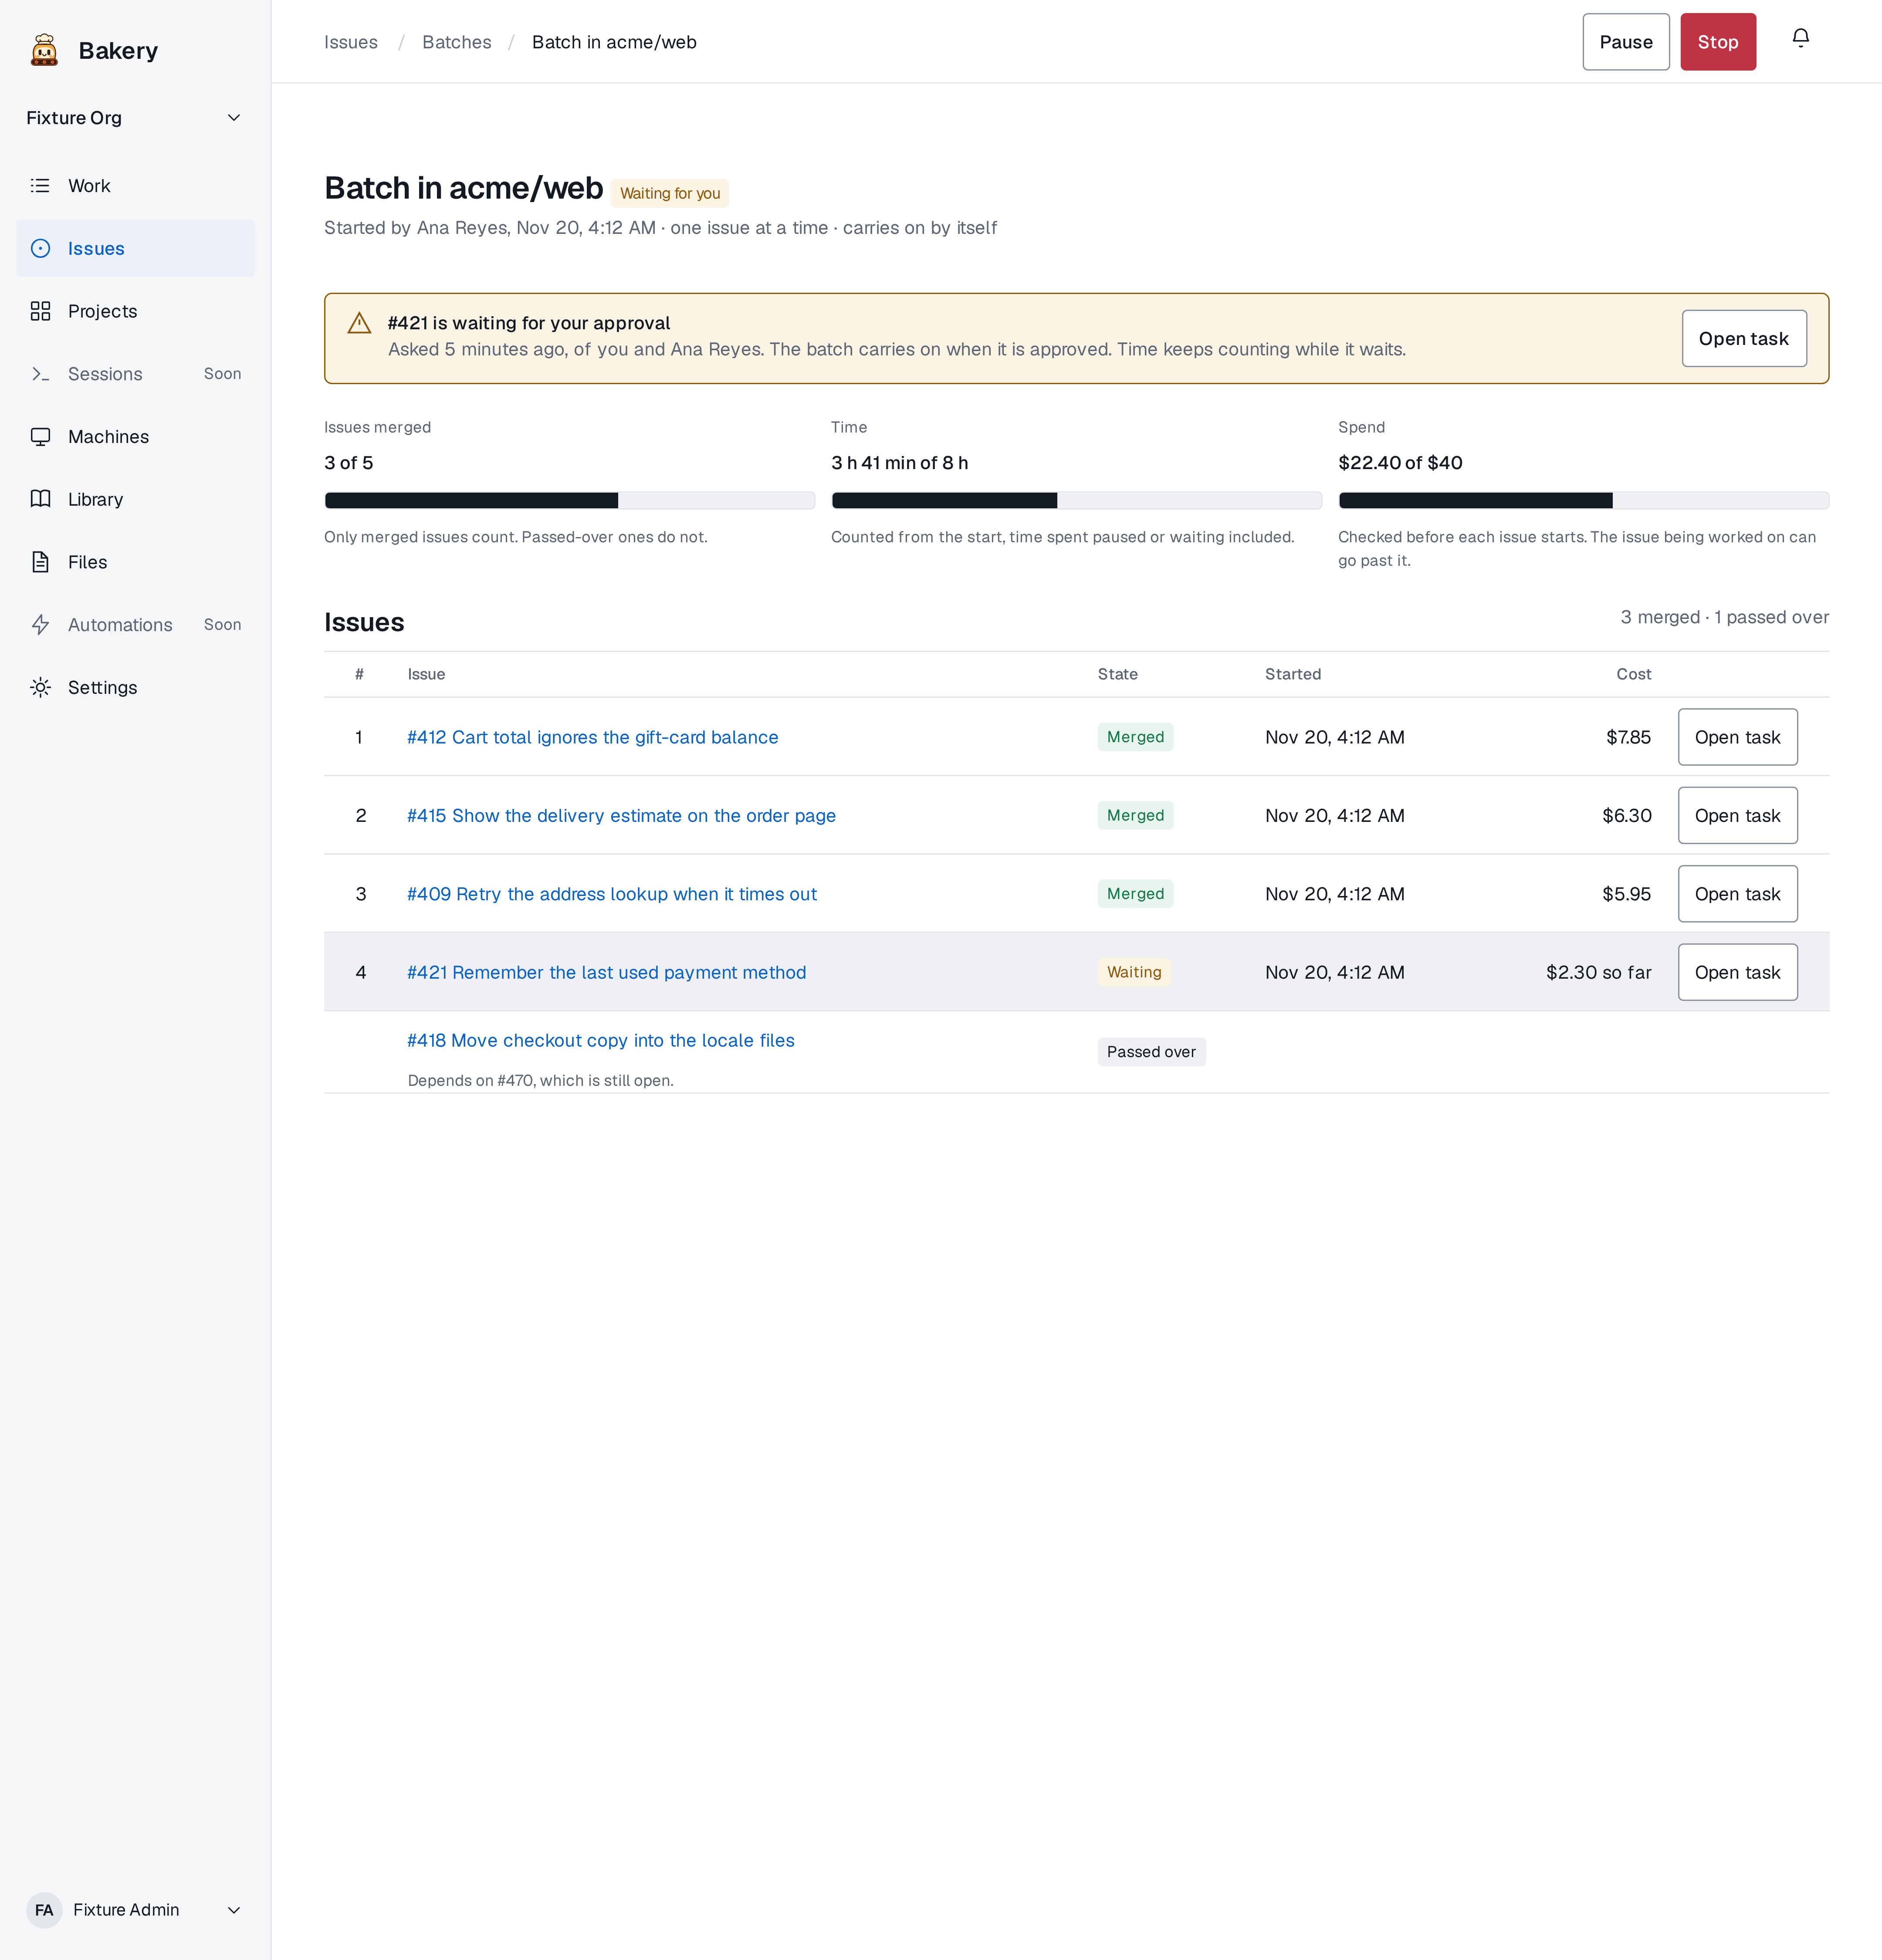 Bakery
Fixture Org
Work
Issues
Projects
Sessions Soon
Machines
Library
Files
Automations Soon
Settings
FA Fixture Admin
Issues / Batches / Batch in acme/web
Pause
Stop
Batch in acme/web Waiting for you
Started by Ana Reyes, Nov 20, 4:12 AM · one issue at a time · carries on by itself
#421 is waiting for your approval
Asked 5 minutes ago, of you and Ana Reyes. The batch carries on when it is approved. Time keeps counting while it waits.
Open task
Issues merged
3 of 5
Only merged issues count. Passed-over ones do not.
Time
3 h 41 min of 8 h
Counted from the start, time spent paused or waiting included.
Spend
$22.40 of $40
Checked before each issue starts. The issue being worked on can
go past it.
Issues
3 merged · 1 passed over
# Issue State Started Cost
1 #412 Cart total ignores the gift-card balance Merged Nov 20, 4:12 AM $7.85 Open task
2 #415 Show the delivery estimate on the order page Merged Nov 20, 4:12 AM $6.30 Open task
3 #409 Retry the address lookup when it times out Merged Nov 20, 4:12 AM $5.95 Open task
4 #421 Remember the last used payment method Waiting Nov 20, 4:12 AM $2.30 so far Open task
#418 Move checkout copy into the locale files Passed over
Depends on #470, which is still open.